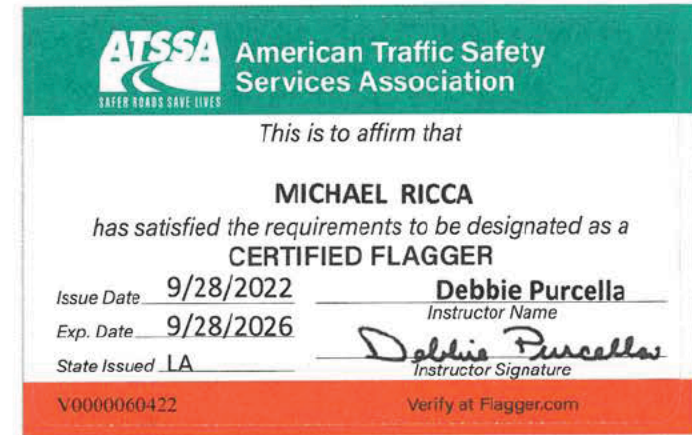 ATSSA
SAFER ROADS SAVE LIVES
American Traffic Safety
Services Association
This is to affirm that
MICHAEL RICCA
has satisfied the requirements to be designated as a
CERTIFIED FLAGGER
Issue Date 9/28/2022
Debbie Purcella
Instructor Name
Exp. Date 9/28/2026
Debbie Purcella
State Issued LA
Instructor Signature
V0000060422
Verify at Flagger.com